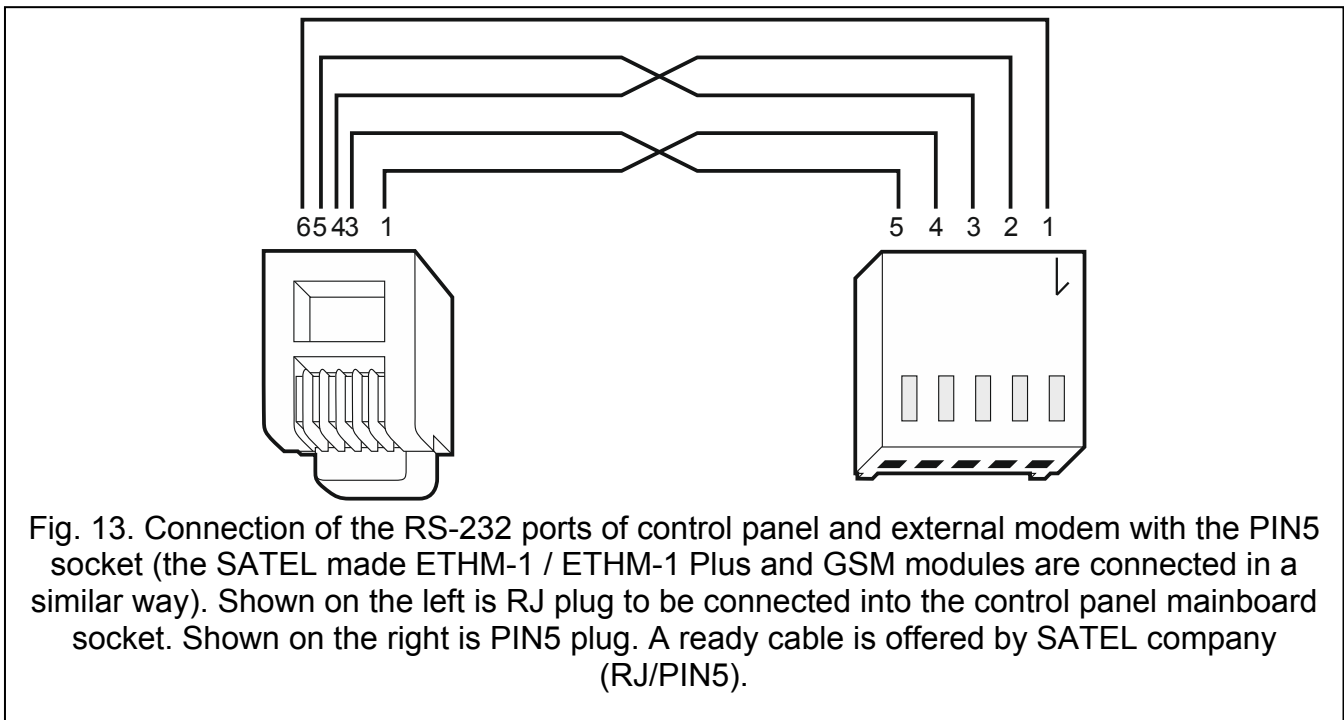 6 5 4 3 1
5 4 3 2 1
Fig. 13. Connection of the RS-232 ports of control panel and external modem with the PIN5
socket (the SATEL made ETHM-1 / ETHM-1 Plus and GSM modules are connected in a
similar way). Shown on the left is RJ plug to be connected into the control panel mainboard
socket. Shown on the right is PIN5 plug. A ready cable is offered by SATEL company
(RJ/PIN5).